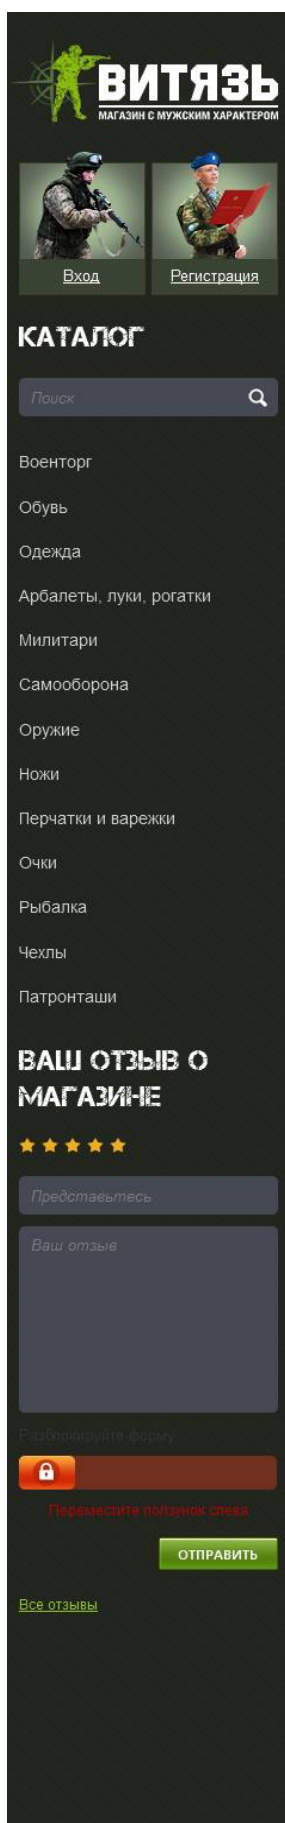 ВИТЯЗЬ
МАГАЗИН С МУЖСКИМ ХАРАКТЕРОМ
Вход
Регистрация
КАТАЛОГ
Поиск
Военторг
Обувь
Одежда
Арбалеты, луки, рогатки
Милитари
Самооборона
Оружие
Ножи
Перчатки и варежки
Очки
Рыбалка
Чехлы
Патронташи
ВАШ ОТЗЫВ О
МАГАЗИНЕ
Представьтесь
Ваш отзыв
Разблокируйте форму:
Переместите ползунок слева
ОТПРАВИТЬ
Все отзывы